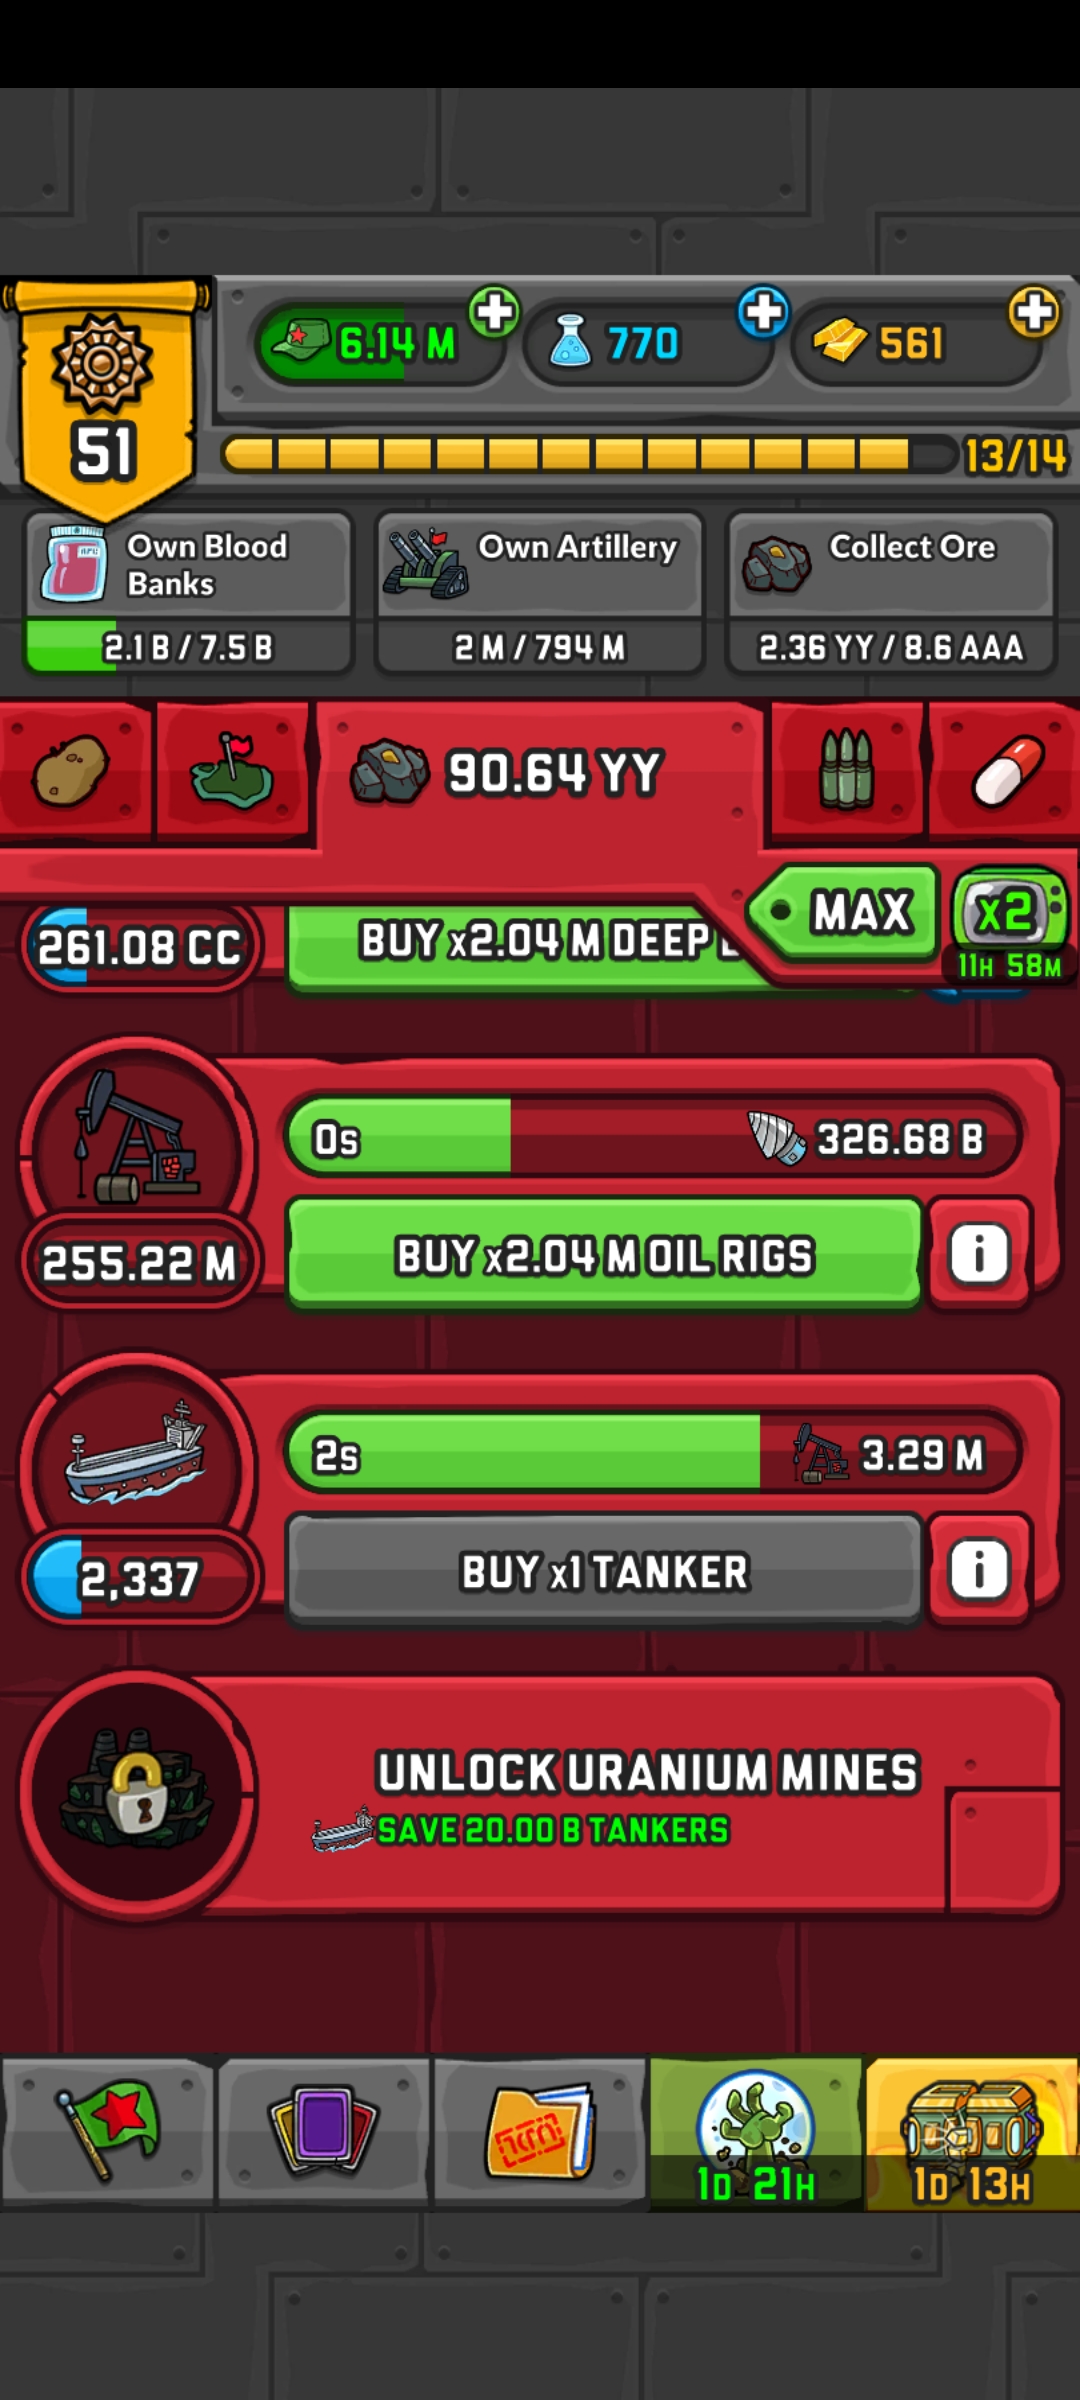 6.14 M
770
561
51
13/14
Own Blood
Banks
Own Artillery
Collect Ore
2.1 B / 7.5 B
2 M / 794 M
2.36 YY / 8.6 AAA
90.64 YY
MAX
x2
11H 58M
261.08 CC
BUY x2.04 M DEEP
0s
326.68 B
255.22 M
BUY x2.04 M OIL RIGS
i
2s
3.29 M
2,337
BUY x1 TANKER
i
UNLOCK URANIUM MINES
SAVE 20.00 B TANKERS
1D 21H
1D 13H